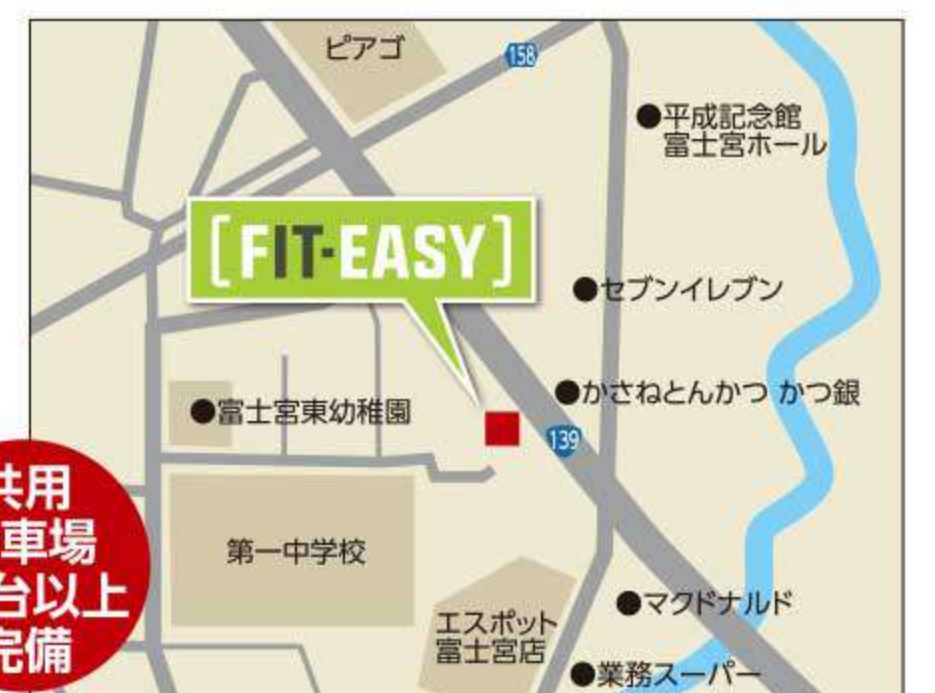 ピアゴ
158
平成記念館
富士宮ホール
[FIT-EASY]
●セブンイレブン
●かさねとんかつ かつ銀
●富士宮東幼稚園
139
共用
車場
台以上
完備
第一中学校
エスポット
富士宮店
●マクドナルド
●業務スーパー